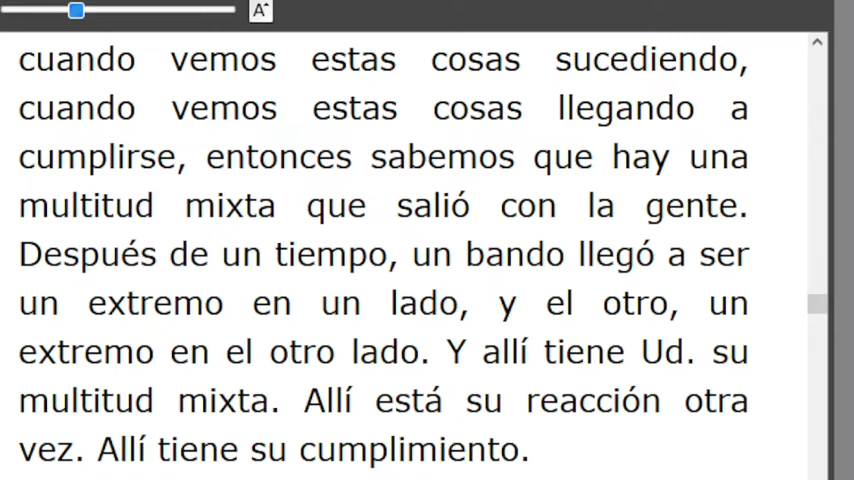 A
cuando vemos estas cosas sucediendo,
cuando vemos estas cosas llegando a
cumplirse, entonces sabemos que hay una
multitud mixta que salió con la gente.
Después de un tiempo, un bando llegó a ser
un extremo en un lado, y el otro, un
extremo en el otro lado. Y allí tiene Ud. su
multitud mixta. Allí está su reacción otra
vez. Allí tiene su cumplimiento.